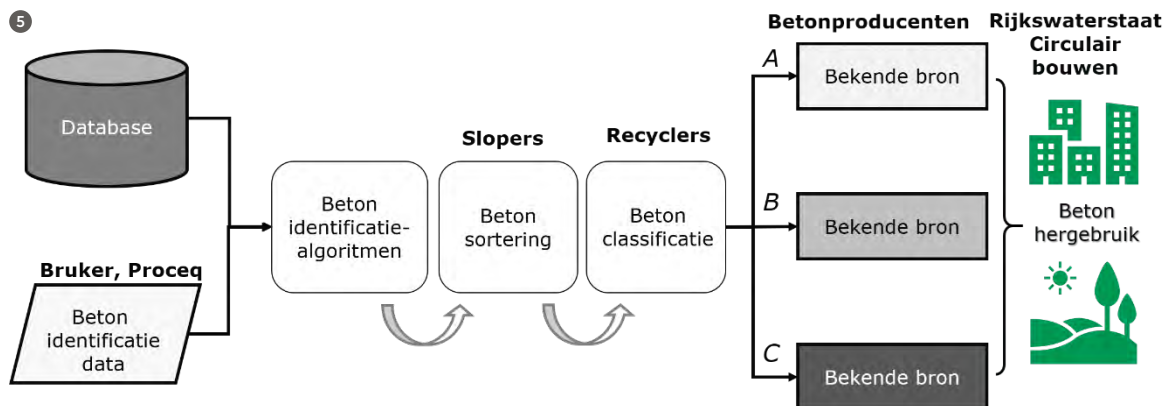 5
Database
Bruker, Proceq
Beton
identificatie
data
Beton
identificatie-
algoritmen
Slopers
Beton
sortering
Recyclers
Beton
classificatie
Betonproducenten
A
Bekende bron
B
Bekende bron
C
Bekende bron
Rijkswaterstaat
Circulair
bouwen
Beton
hergebruik